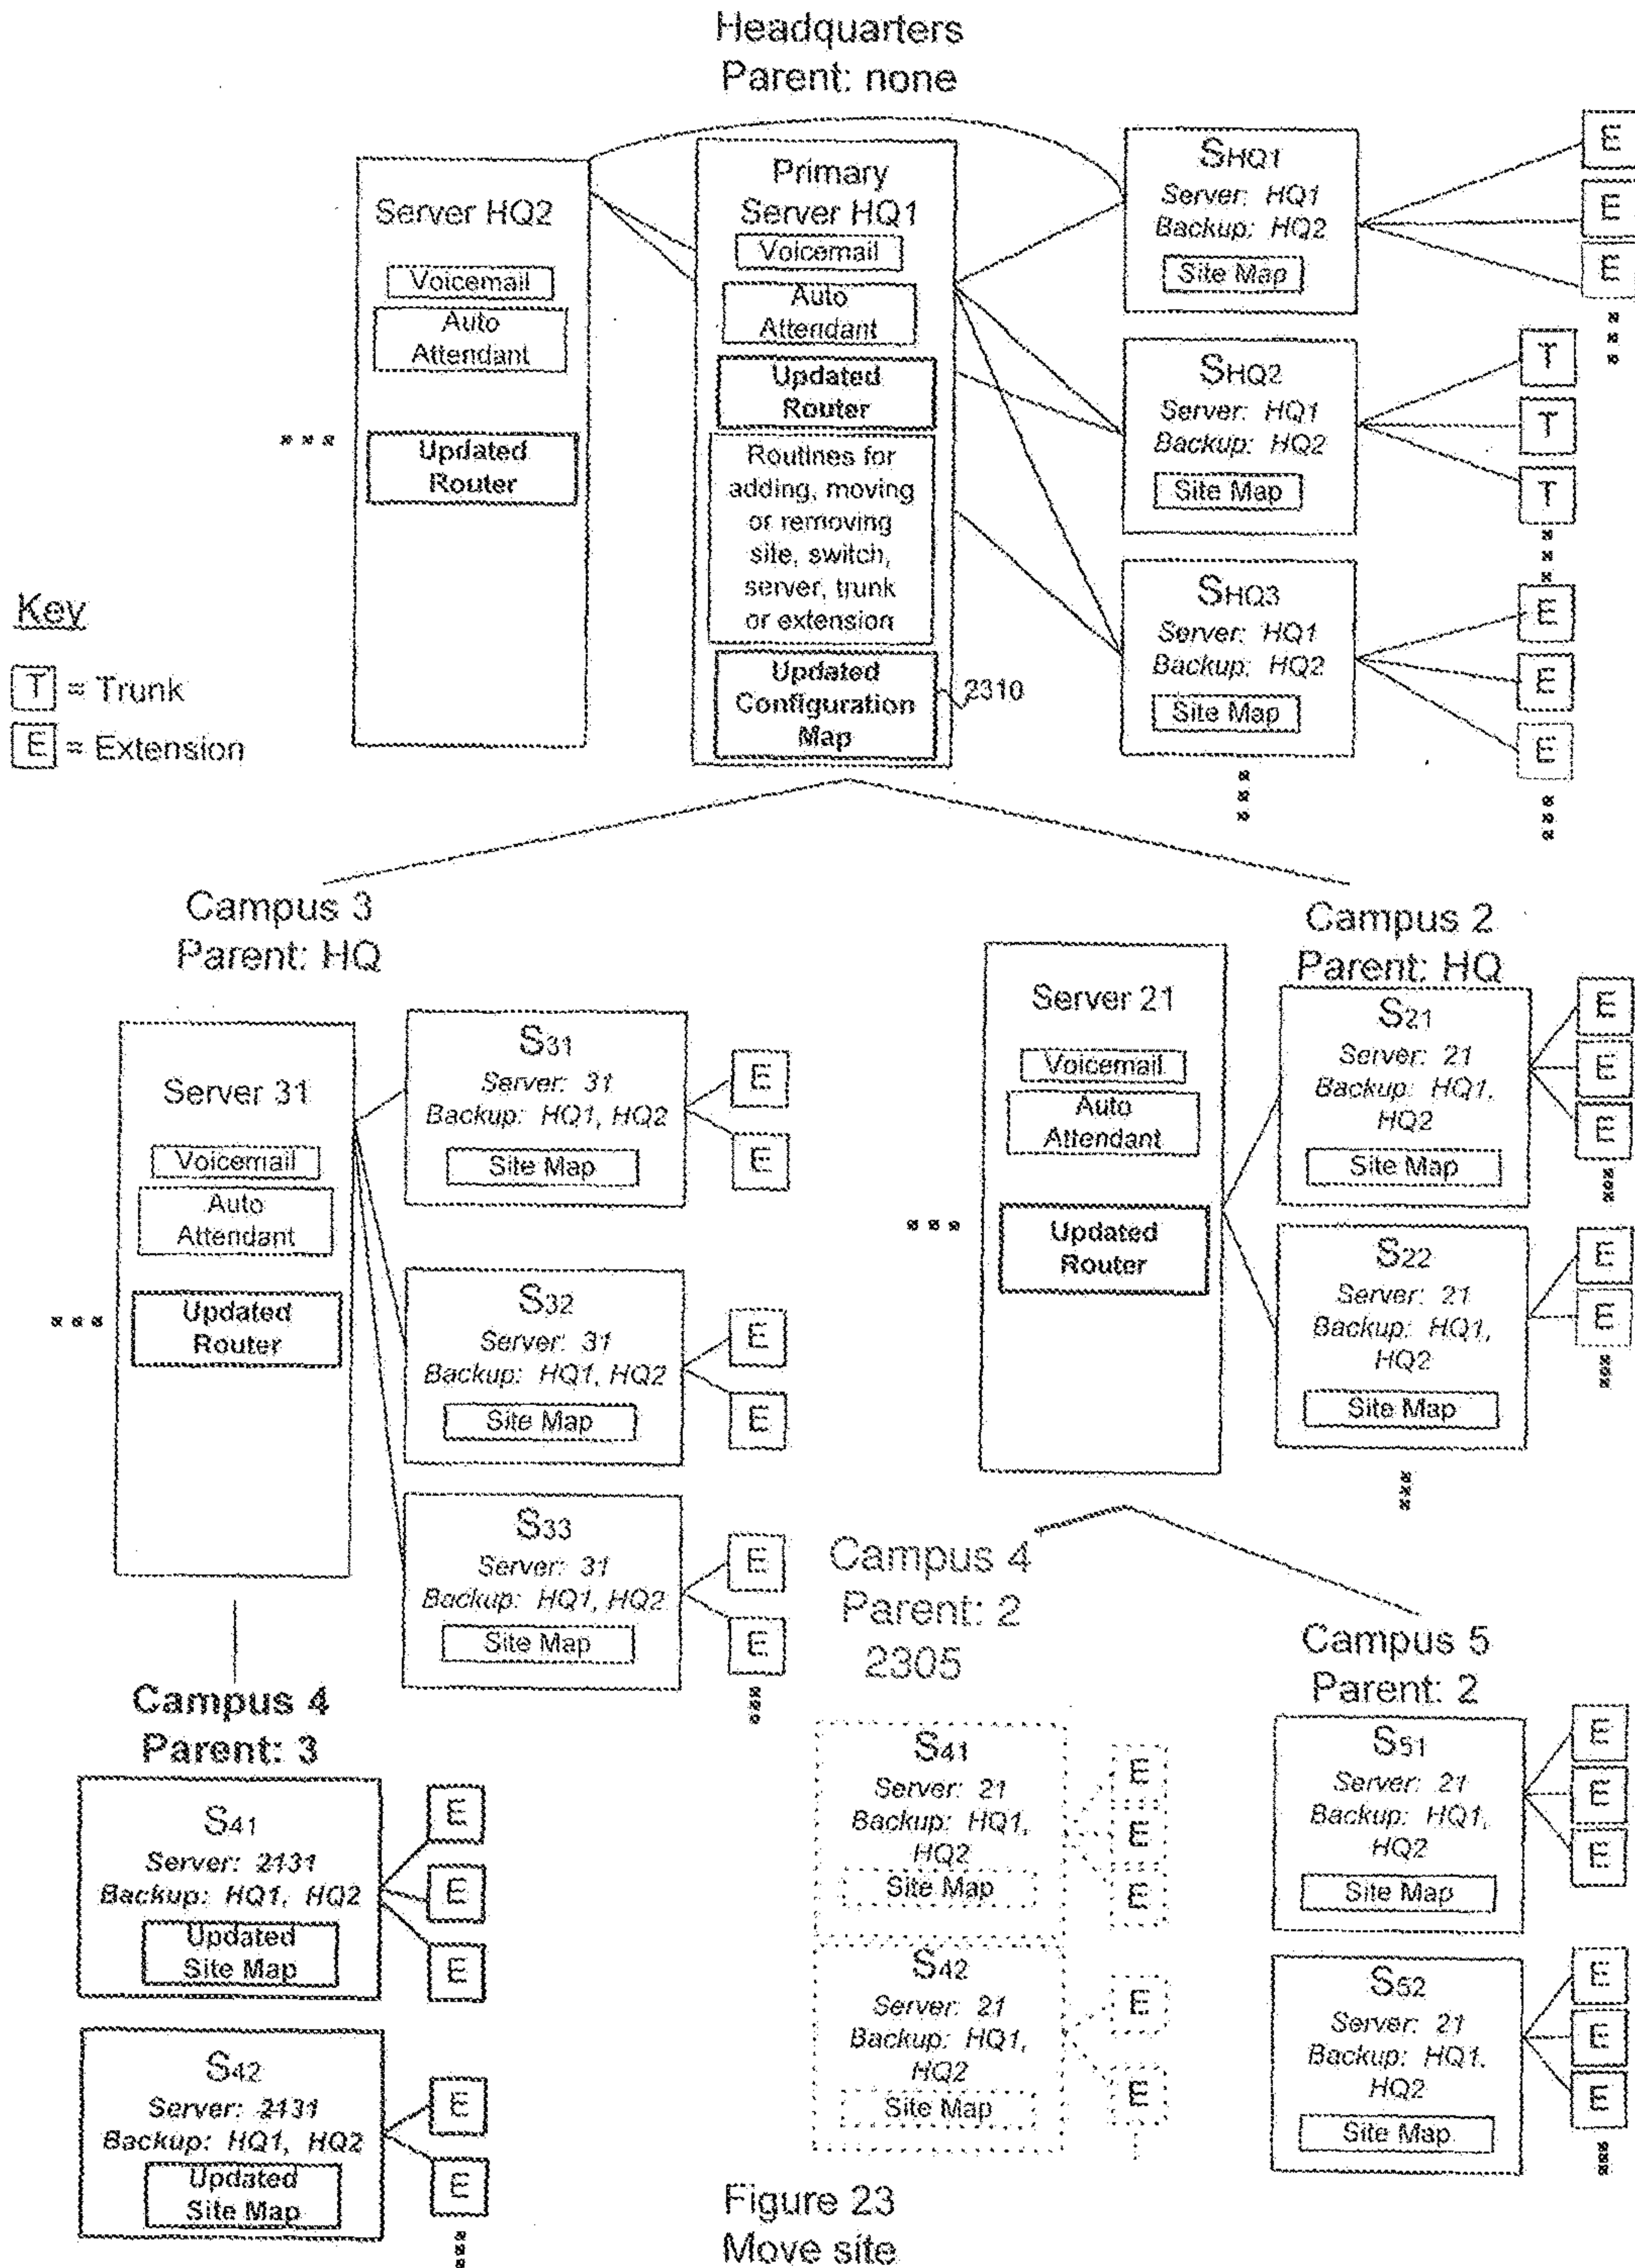 Headquarters
Parent: none
Server HQ2
Voicemail
Auto
Attendant
Updated
Router
Primary
Server HQ1
Voicemail
Auto
Attendant
Updated
Router
Routines for
adding, moving
or removing
site, switch,
server, trunk
or extension
Updated
Configuration
Map
2310
SHQ1
Server: HQ1
Backup: HQ2
Site Map
E
E
E
SHQ2
Server: HQ1
Backup: HQ2
Site Map
T
T
T
SHQ3
Server: HQ1
Backup: HQ2
Site Map
E
E
E
Key
T = Trunk
E = Extension
Campus 3
Parent: HQ
Server 31
Voicemail
Auto
Attendant
Updated
Router
S31
Server: 31
Backup: HQ1, HQ2
Site Map
E
E
S32
Server: 31
Backup: HQ1, HQ2
Site Map
E
E
S33
Server: 31
Backup: HQ1, HQ2
Site Map
E
E
Campus 2
Parent: HQ
Server 21
Voicemail
Auto
Attendant
Updated
Router
S21
Server: 21
Backup: HQ1,
HQ2
Site Map
E
E
E
S22
Server: 21
Backup: HQ1,
HQ2
Site Map
E
E
Campus 4
Parent: 3
S41
Server: 2131
Backup: HQ1, HQ2
Updated
Site Map
E
E
E
S42
Server: 2131
Backup: HQ1, HQ2
Updated
Site Map
E
E
Campus 4
Parent: 2
2305
S41
Server: 21
Backup: HQ1,
HQ2
Site Map
E
E
E
S42
Server: 21
Backup: HQ1,
HQ2
Site Map
E
E
Campus 5
Parent: 2
S51
Server: 21
Backup: HQ1,
HQ2
Site Map
E
E
E
S52
Server: 21
Backup: HQ1,
HQ2
Site Map
E
E
E
Figure 23
Move site